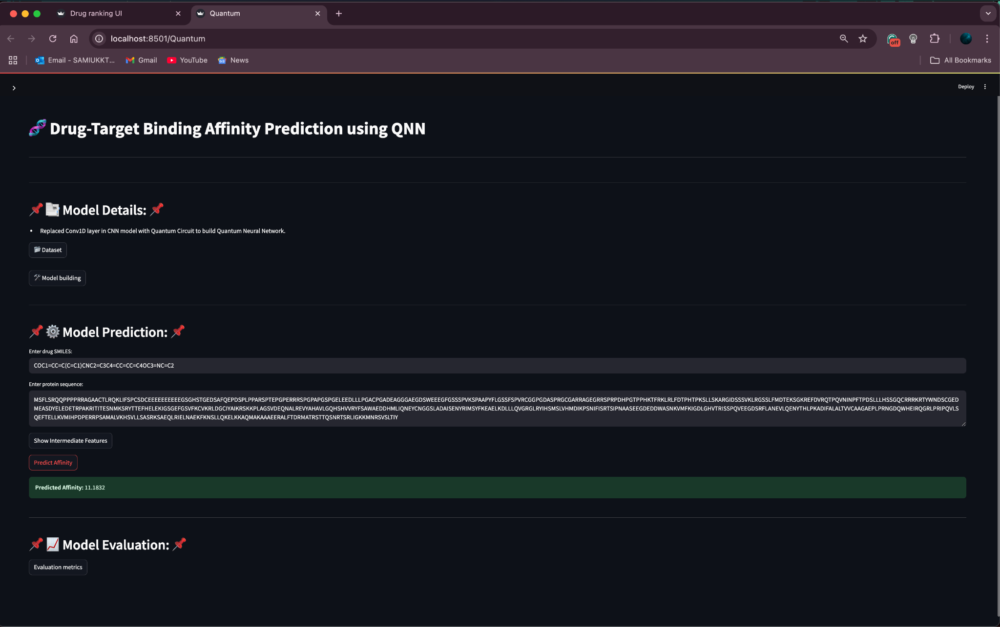 Drug ranking UI
Quantum
localhost:8501/Quantum
off
Email - SAMIUKKT...
Gmail
YouTube
News
All Bookmarks
Deploy
Drug-Target Binding Affinity Prediction using QNN
Model Details:
• Replaced Conv1D layer in CNN model with Quantum Circuit to build Quantum Neural Network.
Dataset
Model building
Model Prediction:
Enter drug SMILES:
COC1=CC=C(C=C1)CNC2=C3C4=CC=CC=C4OC3=NC=C2
Enter protein sequence:
MSFLSRQQPPPPRRAGAACTLRQKLIFSPCSDCEEEEEEEEEEGSGHSTGEDSAFQEPDSPLPPARSPTEPGPERRRSPGPAPGSPGELEEDLLLPGACPGADEAGGGAEGDSWEEEGFGSSSPVKSPAAPYFLGSSFSPVRCGGPGDASPRGCGARRAGEGRRSPRPDHPGTPPHKTFRKLRLFDTPHTPKSLLSKARGIDSSSVKLRGSSLFMDTEKSGKREFDVRQTPQVNINPFTPDSLLLHSSGQCRRRKRTYWNDSCGED
MEASDYELEDETRPAKRITITESNMKSRYTTEFHELEKIGSGEFGSVFKCVKRLDGCIYAIKRSKKPLAGSVDEQNALREVYAHAVLGQHSHVVRYFSAWAEDDHMLIQNEYCNGGSLADAISENYRIMSYFKEAELKDLLLQVGRGLRYIHSMSLVHMDIKPSNIFISRTSIPNAASEEGDEDDWASNKVMFKIGDLGHVTRISSPQVEEGDSRFLANEVLQENYTHLPKADIFALALTVVCAAGAEPLPRNGDQWHEIRQGRLPRIPQVLS
QEFTELLKVMIHPDPERRPSAMALVKHSVLLSASRKSAEQLRIELNAEKFKNSLLQKELKKAQMAKAAAEERALFTDRMATRSTTQSNRTSRLIGKKMNRSVSLTIY
Show Intermediate Features
Predict Affinity
Predicted Affinity: 11.1832
Model Evaluation:
Evaluation metrics